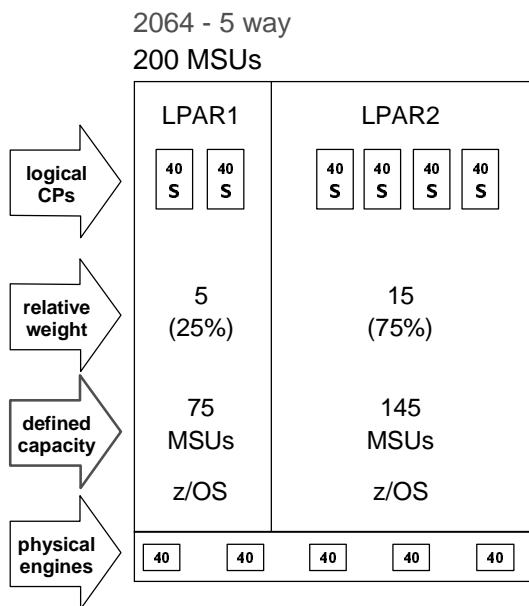 2064 - 5 way
200 MSUs
LPAR1 LPAR2
logical CPs
40 S 40 S 40 S 40 S 40 S 40 S
relative weight
5 (25%) 15 (75%)
defined capacity
75 MSUs 145 MSUs
z/OS z/OS
physical engines
40 40 40 40 40